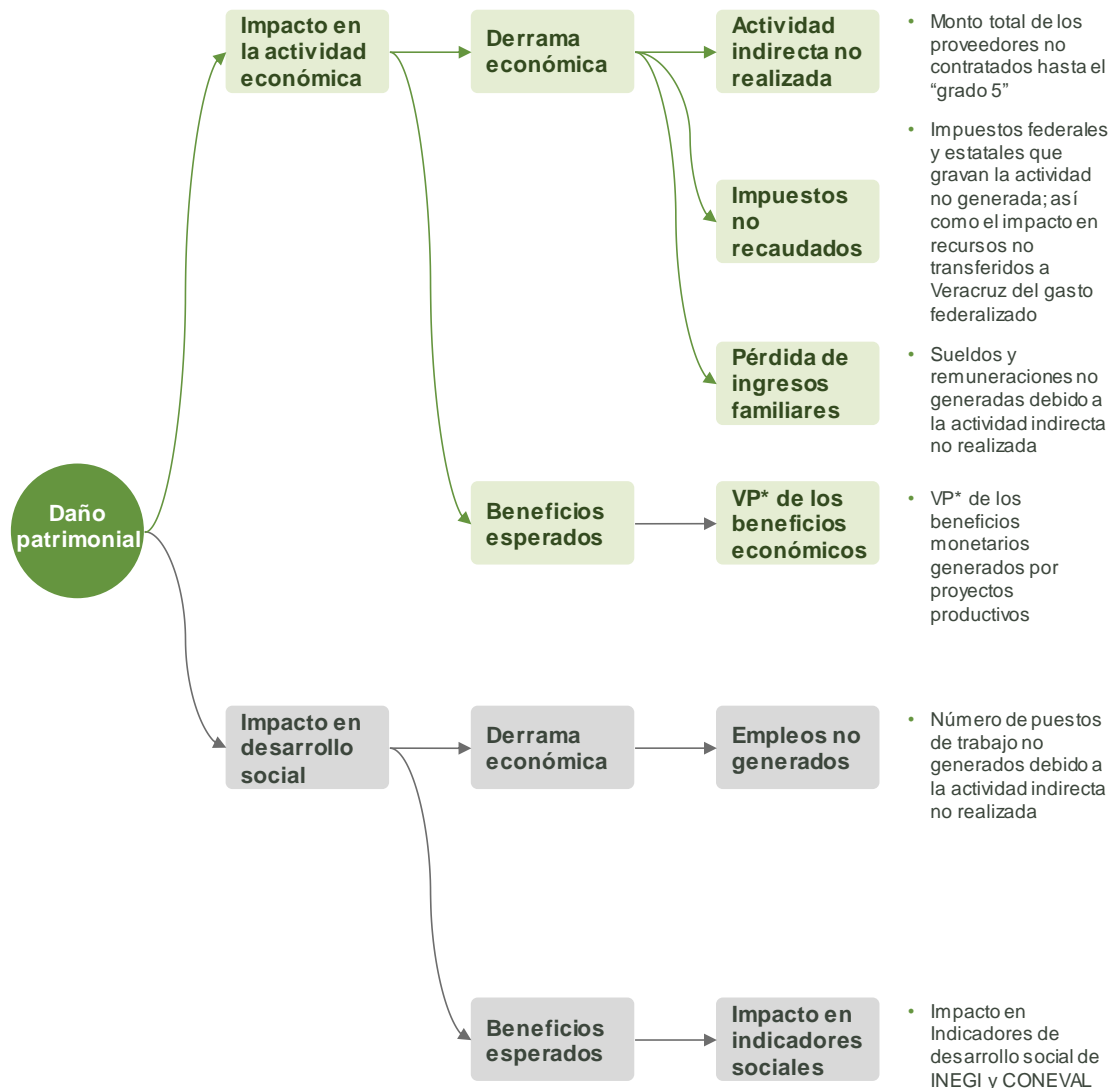 Impacto en
la actividad
económica
Derrama
económica
Actividad
indirecta no
realizada
• Monto total de los
proveedores no
contratados hasta el
“grado 5”
Impuestos
no
recaudados
• Impuestos federales
y estatales que
gravan la actividad
no generada; así
como el impacto en
recursos no
transferidos a
Veracruz del gasto
federalizado
Pérdida de
ingresos
familiares
• Sueldos y
remuneraciones no
generadas debido a
la actividad indirecta
no realizada
Daño
patrimonial
Beneficios
esperados
VP* de los
beneficios
económicos
• VP* de los
beneficios
monetarios
generados por
proyectos
productivos
Impacto en
desarrollo
social
Derrama
económica
Empleos no
generados
• Número de puestos
de trabajo no
generados debido a
la actividad indirecta
no realizada
Beneficios
esperados
Impacto en
indicadores
sociales
• Impacto en
Indicadores de
desarrollo social de
INEGI y CONEVAL